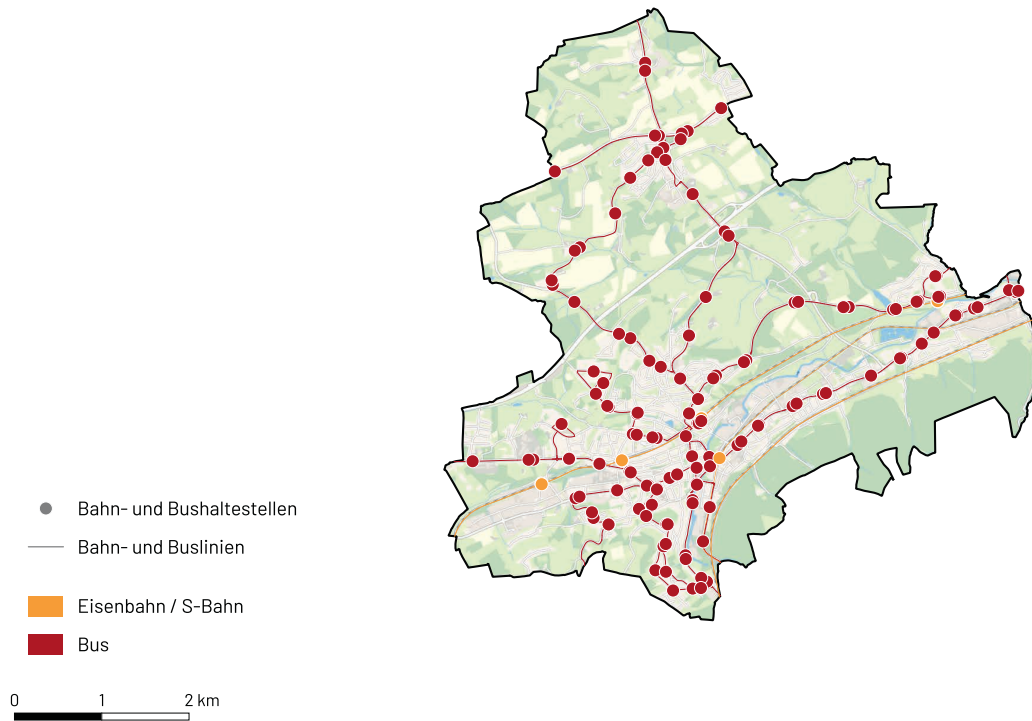 Bahn- und Bushaltestellen
Bahn- und Buslinien
Eisenbahn / S-Bahn
Bus
0 1 2 km